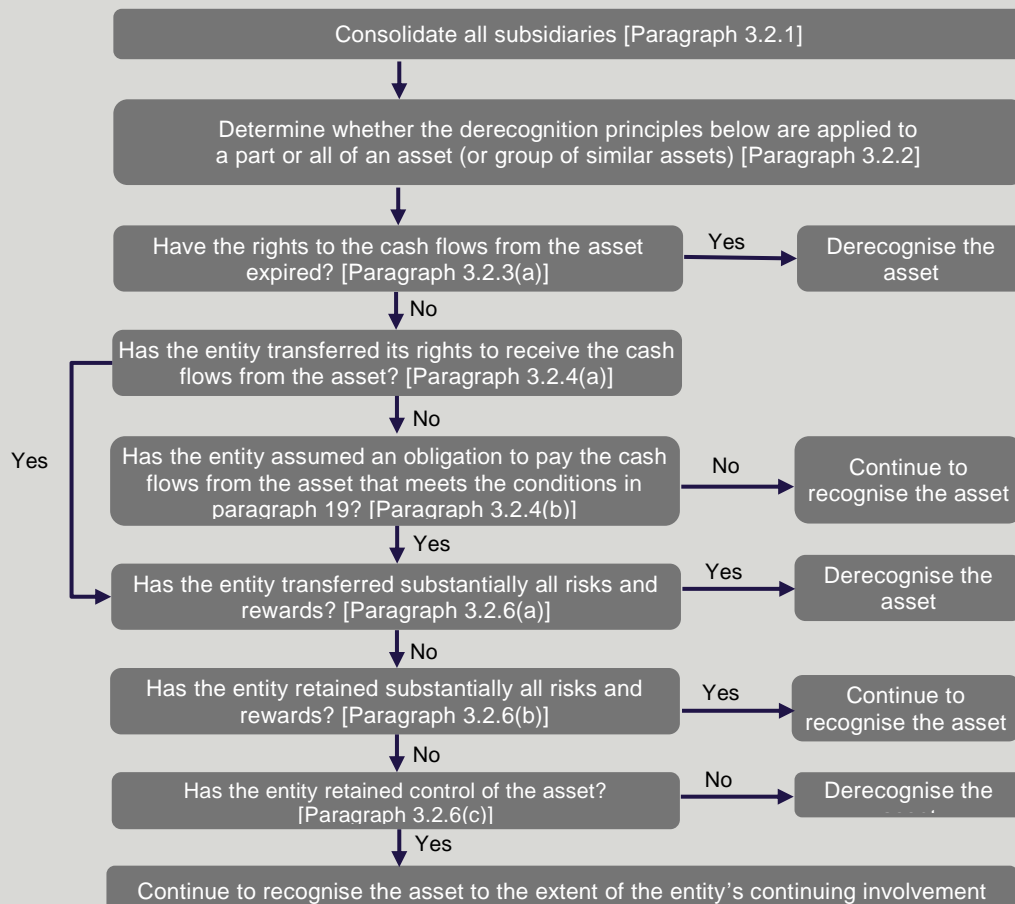 Consolidate all subsidiaries [Paragraph 3.2.1]
Determine whether the derecognition principles below are applied to
a part or all of an asset (or group of similar assets) [Paragraph 3.2.2]
Have the rights to the cash flows from the asset
expired? [Paragraph 3.2.3(a)]
Yes
Derecognise the
asset
No
Has the entity transferred its rights to receive the cash
flows from the asset? [Paragraph 3.2.4(a)]
No
Yes
Has the entity assumed an obligation to pay the cash
flows from the asset that meets the conditions in
paragraph 19? [Paragraph 3.2.4(b)]
No
Continue to
recognise the asset
Yes
Has the entity transferred substantially all risks and
rewards? [Paragraph 3.2.6(a)]
Yes
Derecognise the
asset
No
Has the entity retained substantially all risks and
rewards? [Paragraph 3.2.6(b)]
Yes
Continue to
recognise the asset
No
Has the entity retained control of the asset?
[Paragraph 3.2.6(c)]
No
Derecognise the
Yes
Continue to recognise the asset to the extent of the entity's continuing involvement